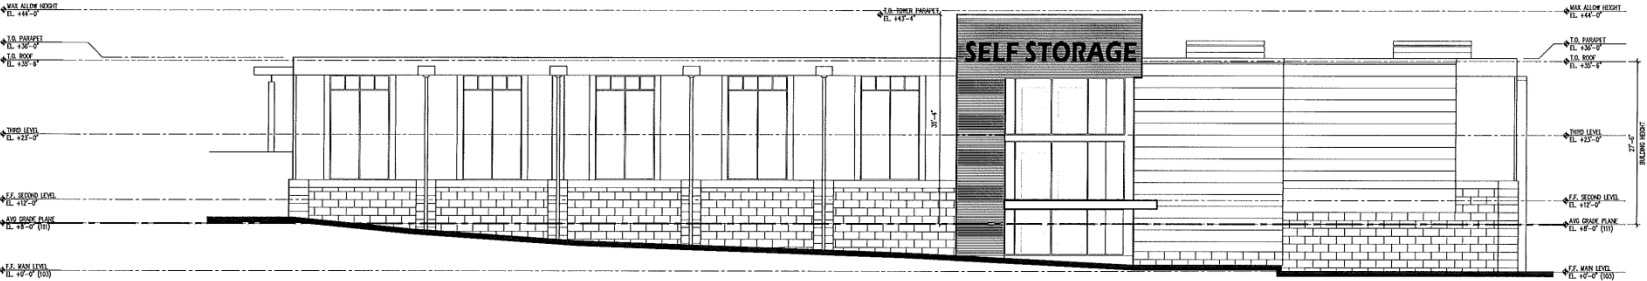 MAX ALLOW HEIGHT
EL. +44'-0"
T.O. PARAPET
EL. +36'-0"
T.O. ROOF
EL. +35'-6"
THIRD LEVEL
EL. +23'-0"
F.F. SECOND LEVEL
EL. +12'-0"
AVG GRADE PLANE
EL. +8'-0" (111)
F.F. MAIN LEVEL
EL. +0'-0" (103)
T.O. TOWER PARAPET
EL. +43'-4"
SELF STORAGE
MAX ALLOW HEIGHT
EL. +44'-0"
T.O. PARAPET
EL. +36'-0"
T.O. ROOF
EL. +35'-6"
THIRD LEVEL
EL. +23'-0"
27'-6"
BUILDING HEIGHT
F.F. SECOND LEVEL
EL. +12'-0"
AVG GRADE PLANE
EL. +8'-0" (111)
F.F. MAIN LEVEL
EL. +0'-0" (103)